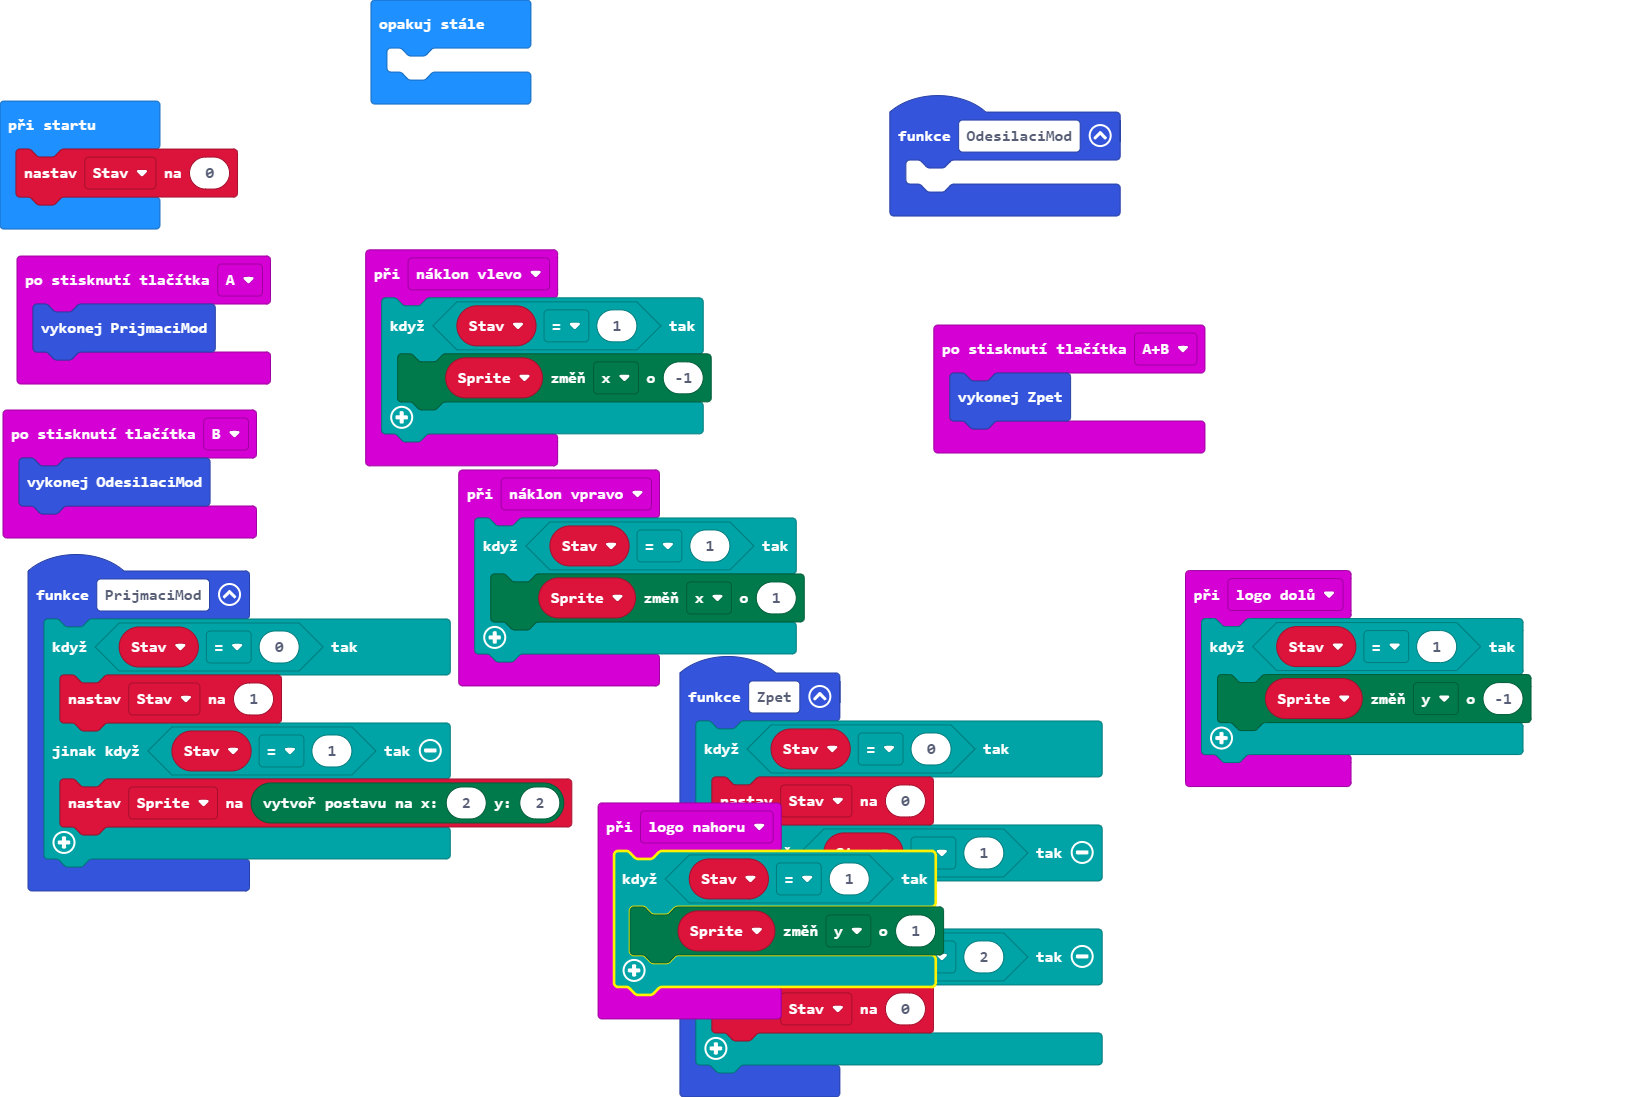 opakuj stále
při startu
nastav Stav na 0
funkce OdesilaciMod
po stisknutí tlačítka A
vykonej PrijmaciMod
při náklon vlevo
když Stav = 1 tak
Sprite změň x o -1
po stisknutí tlačítka A+B
vykonej Zpet
po stisknutí tlačítka B
vykonej OdesilaciMod
při náklon vpravo
když Stav = 1 tak
Sprite změň x o 1
funkce PrijmaciMod
když Stav = 0 tak
nastav Stav na 1
jinak když Stav = 1 tak
nastav Sprite na vytvoř postavu na x: 2 y: 2
při logo dolů
když Stav = 1 tak
Sprite změň y o -1
funkce Zpet
když Stav = 0 tak
nastav Stav na 0
1 tak
2 tak
Stav na 0
při logo nahoru
když Stav = 1 tak
Sprite změň y o 1